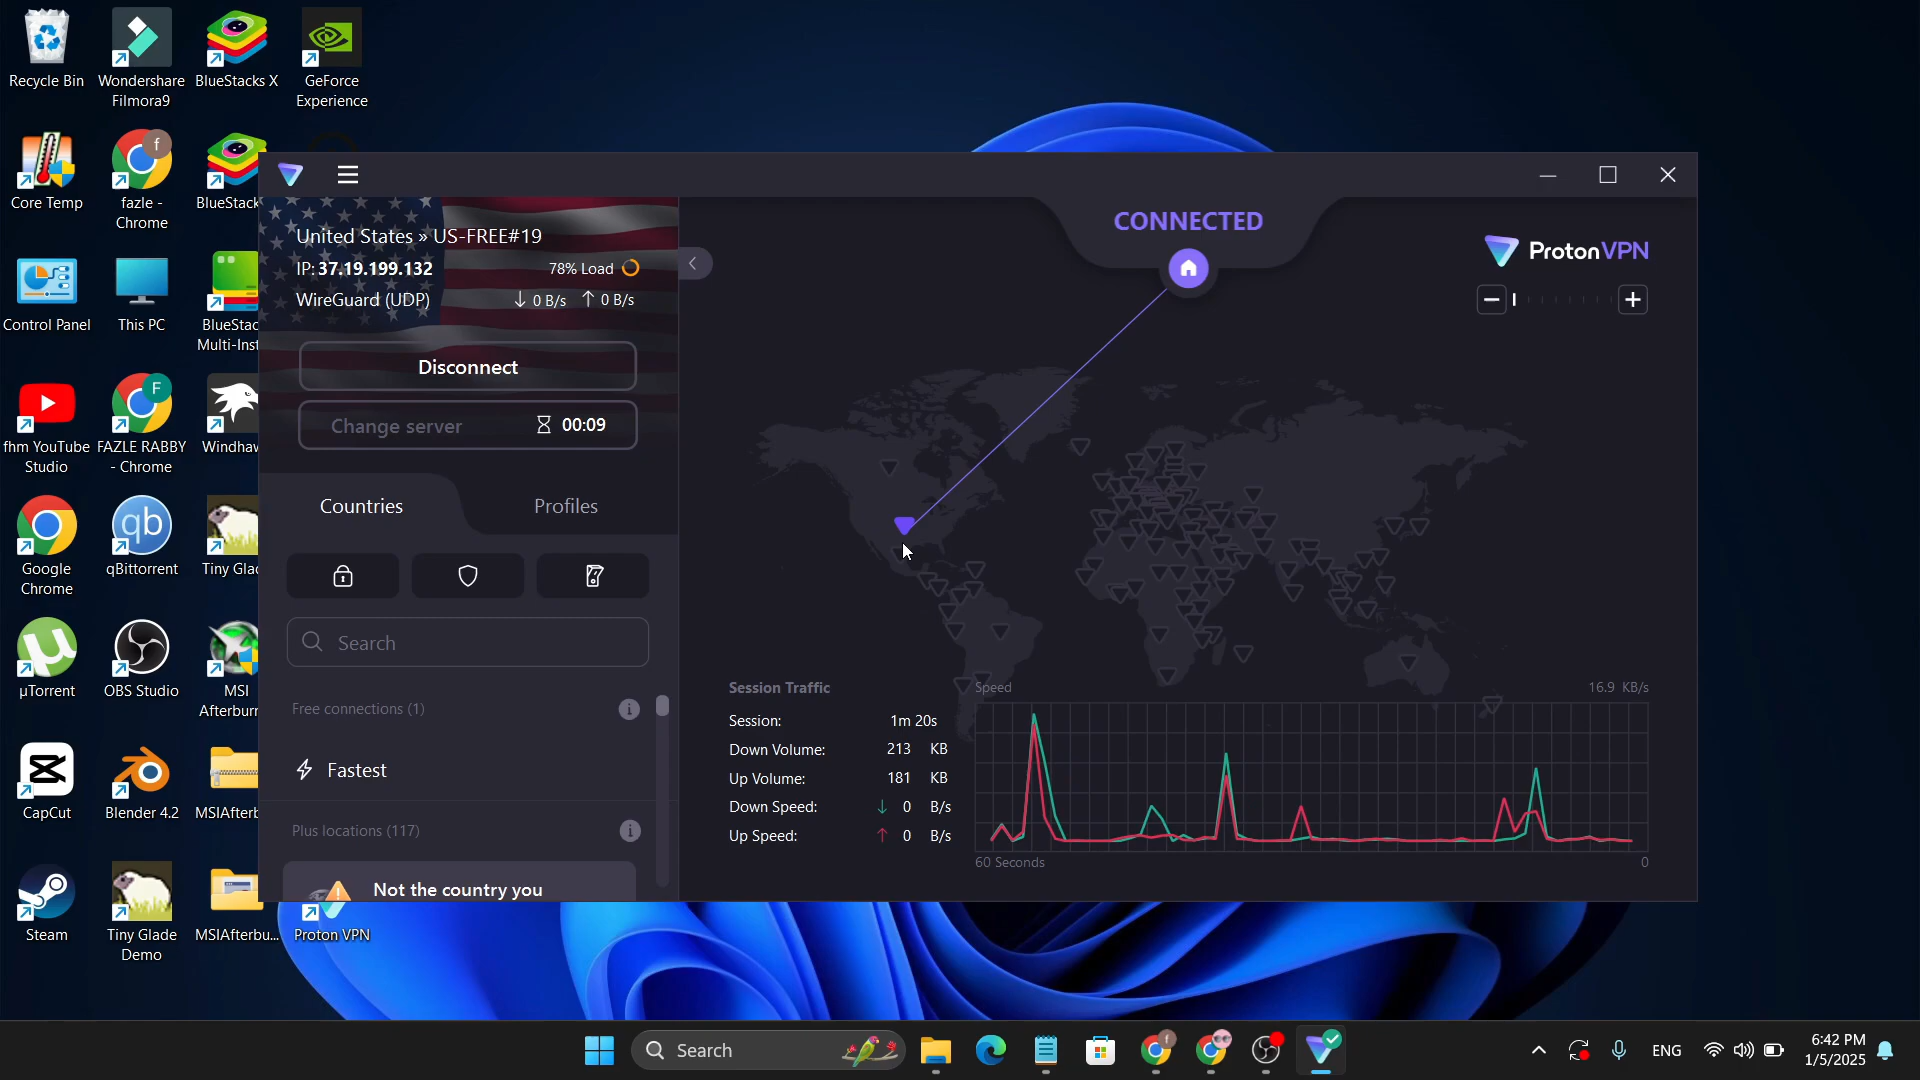 Recycle Bin
Wondershare
Filmora9
BlueStacks X
GeForce
Experience
Core Temp
fazle -
Chrome
BlueStack
Control Panel
This PC
BlueStac
Multi-Inst
fhm YouTube
Studio
FAZLE RABBY
- Chrome
Windhaw
Google
Chrome
qBittorrent
Tiny Glad
µTorrent
OBS Studio
MSI
Afterburn
CapCut
Blender 4.2
MSIAfterb
Steam
Tiny Glade
Demo
MSIAfterbu...
Proton VPN
United States » US-FREE#19
IP: 37.19.199.132
78% Load
WireGuard (UDP)
0 B/s
0 B/s
Disconnect
Change server
00:09
Countries
Profiles
Search
Free connections (1)
Fastest
Plus locations (117)
Not the country you
CONNECTED
ProtonVPN
Session Traffic
Session: 1m 20s
Down Volume: 213 KB
Up Volume: 181 KB
Down Speed: ↓ 0 B/s
Up Speed: ↑ 0 B/s
Speed
16.9 KB/s
60 Seconds
0
Search
ENG
6:42 PM
1/5/2025